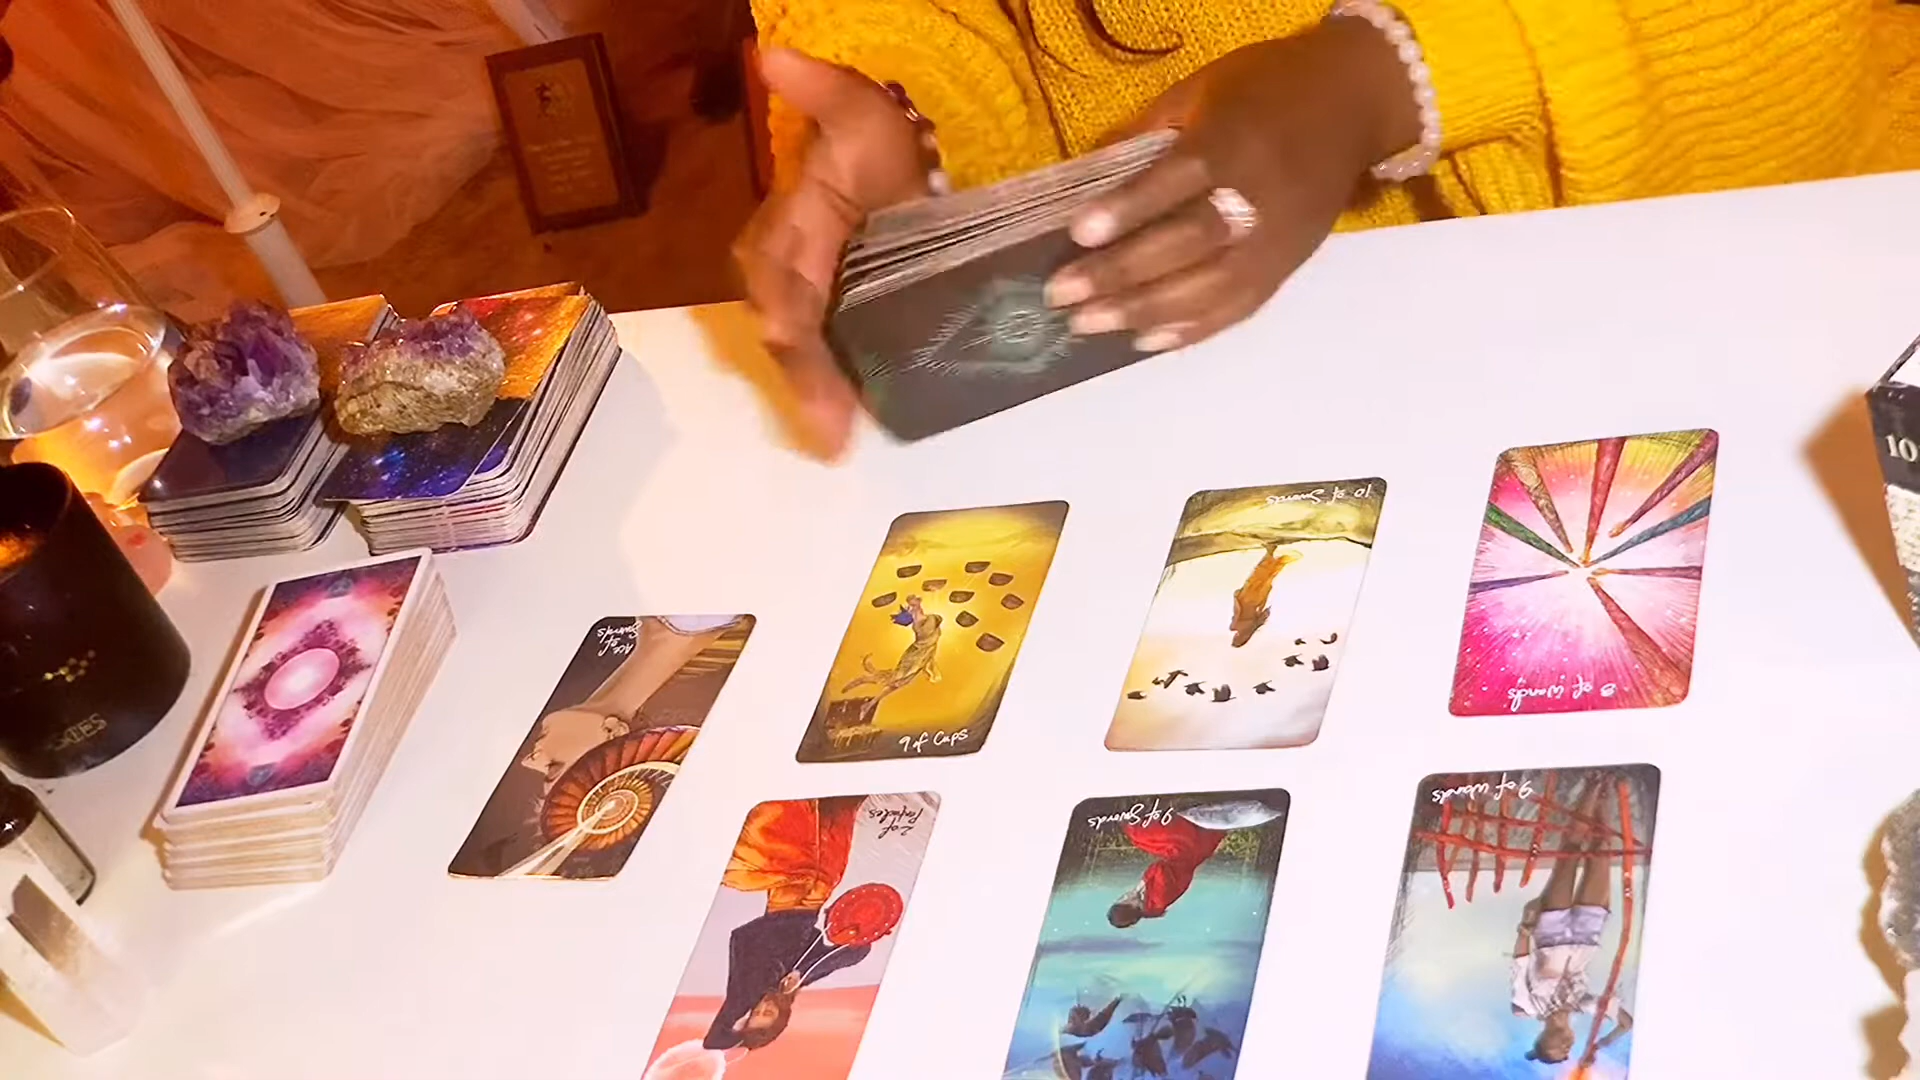 10
10 of Swords
Ace
of
Swords
8 of Wands
9 of Cups
2 of
Pentacles
9 of Swords
9 of Wands